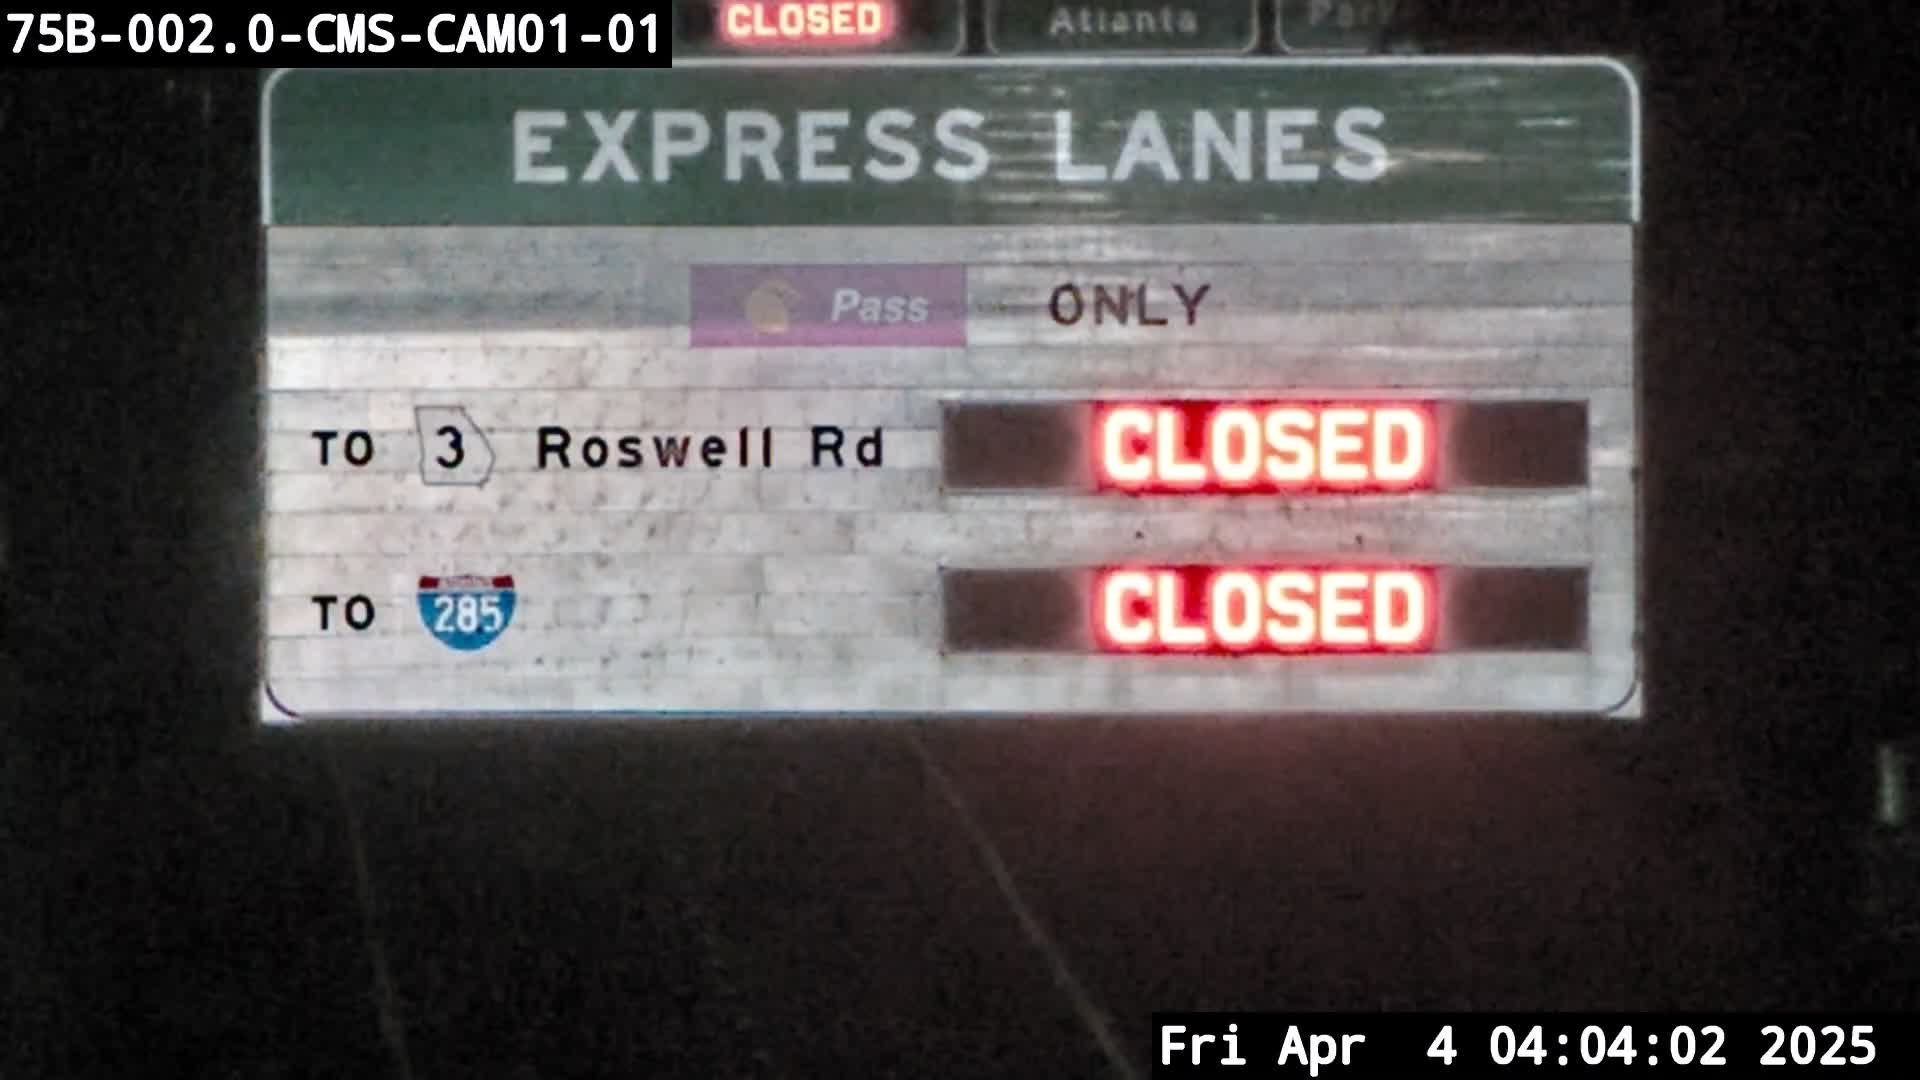 75B-002.0-CMS-CAM01-01
CLOSED
Atlanta
EXPRESS LANES
Pass ONLY
TO 3 Roswell Rd CLOSED
TO 285 CLOSED
Fri Apr 4 04:04:02 2025